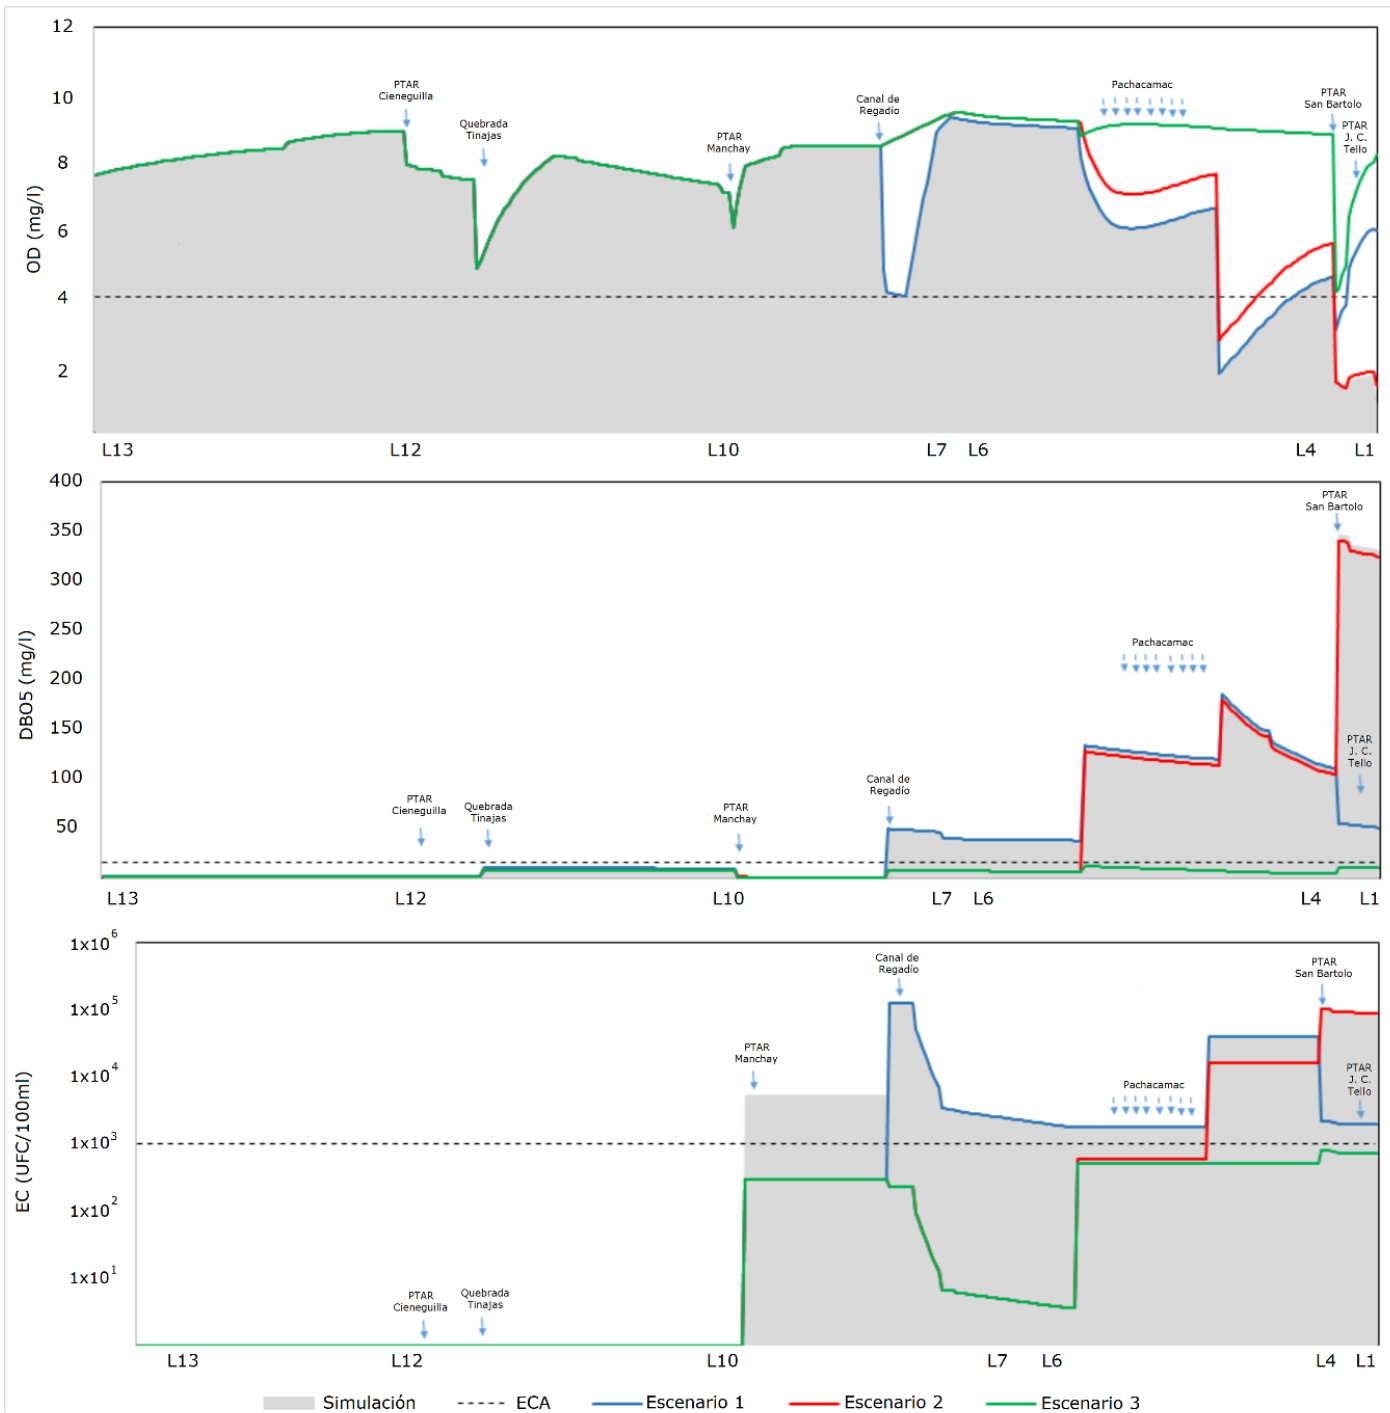 12
10
8
6
4
2
OD (mg/l)
PTAR
Cieneguilla
Quebrada
Tinajas
PTAR
Manchay
Canal de
Regadío
Pachacamac
PTAR
San Bartolo
PTAR
J. C.
Tello
L13 L12 L10 L7 L6 L4 L1
400
350
300
250
200
150
100
50
DBO5 (mg/l)
PTAR
Cieneguilla
Quebrada
Tinajas
PTAR
Manchay
Canal de
Regadío
Pachacamac
PTAR
San Bartolo
PTAR
J. C.
Tello
L13 L12 L10 L7 L6 L4 L1
1x10⁶
1x10⁵
1x10⁴
1x10³
1x10²
1x10¹
EC (UFC/100ml)
PTAR
Cieneguilla
Quebrada
Tinajas
PTAR
Manchay
Canal de
Regadío
Pachacamac
PTAR
San Bartolo
PTAR
J. C.
Tello
L13 L12 L10 L7 L6 L4 L1
Simulación ECA Escenario 1 Escenario 2 Escenario 3